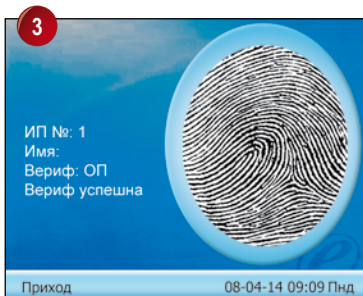 3
ИП №: 1
Имя:
Вериф: ОП
Вериф успешна
Приход 08-04-14 09:09 Пнд